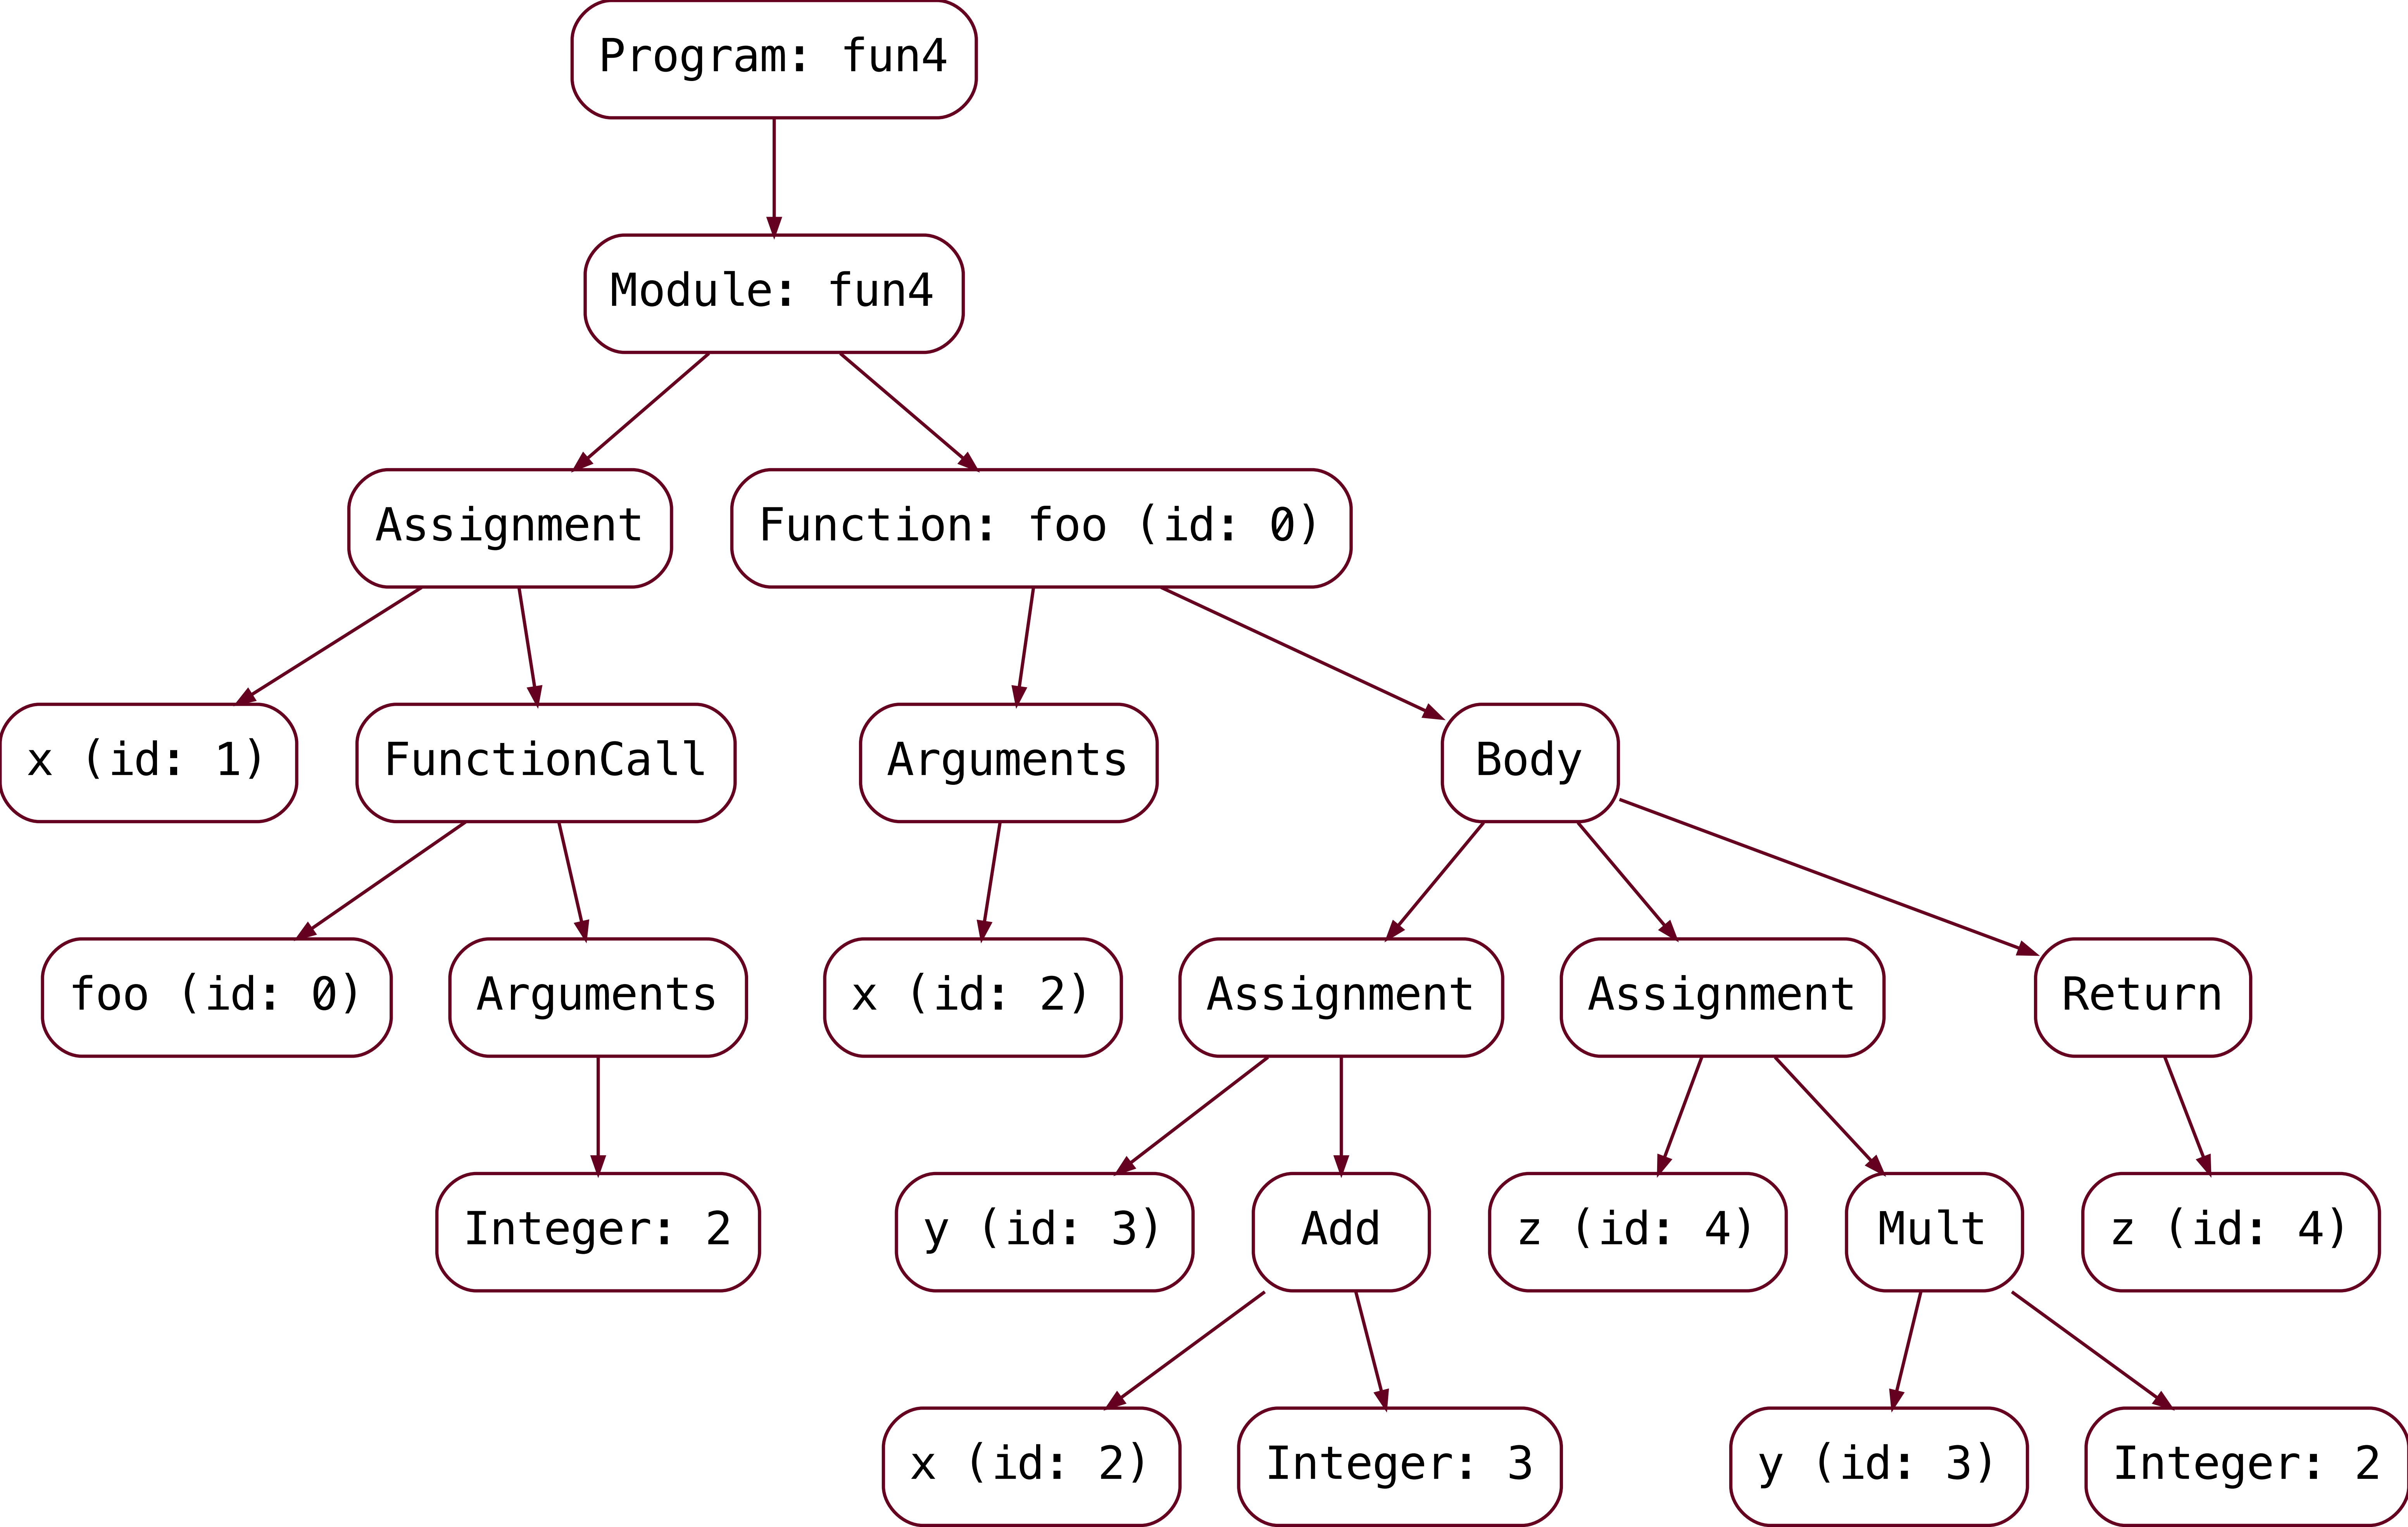 Program: fun4
Module: fun4
Assignment
Function: foo (id: 0)
x (id: 1)
FunctionCall
Arguments
Body
foo (id: 0)
Arguments
x (id: 2)
Assignment
Assignment
Return
Integer: 2
y (id: 3)
Add
z (id: 4)
Mult
z (id: 4)
x (id: 2)
Integer: 3
y (id: 3)
Integer: 2